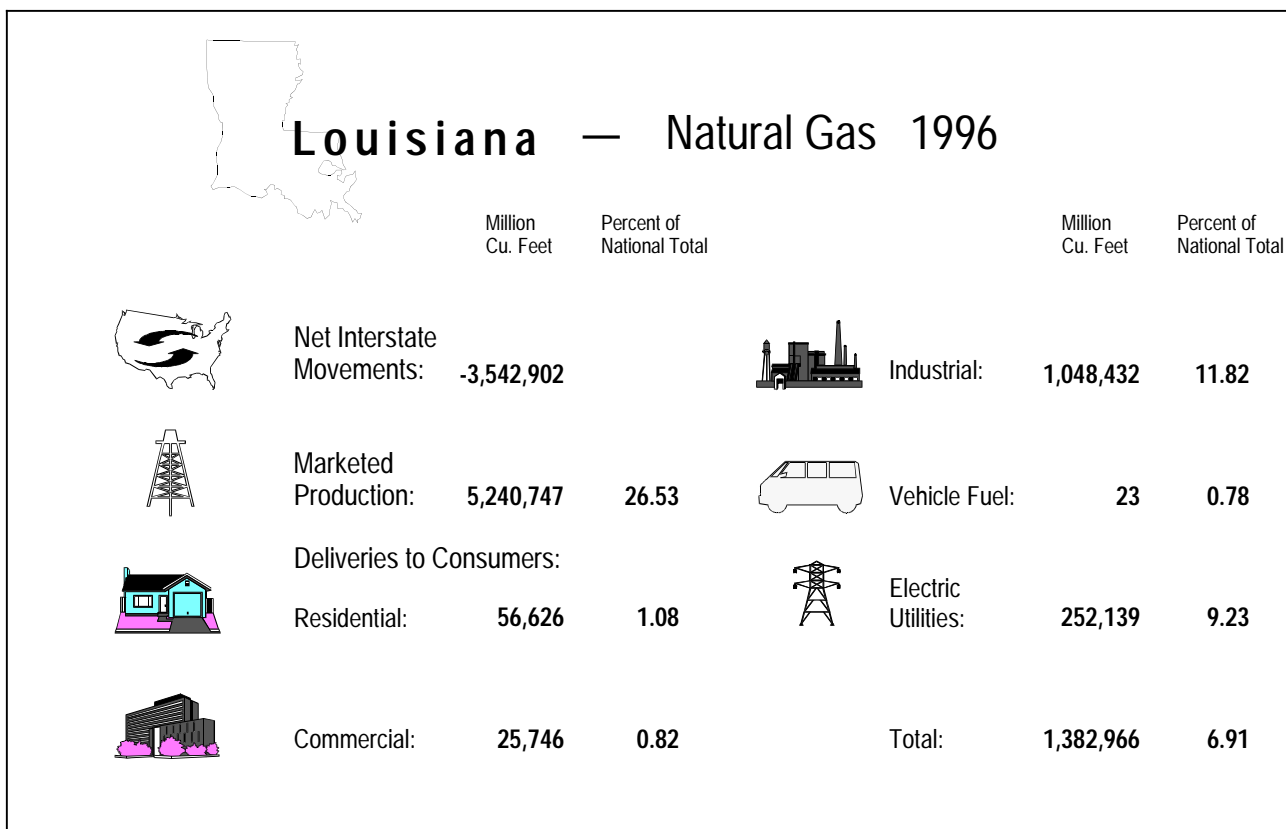 Louisiana — Natural Gas 1996
Million Cu. Feet
Percent of National Total
Million Cu. Feet
Percent of National Total
Net Interstate
Movements: -3,542,902
Marketed
Production: 5,240,747 26.53
Deliveries to Consumers:
Residential: 56,626 1.08
Commercial: 25,746 0.82
Industrial: 1,048,432 11.82
Vehicle Fuel: 23 0.78
Electric
Utilities: 252,139 9.23
Total: 1,382,966 6.91